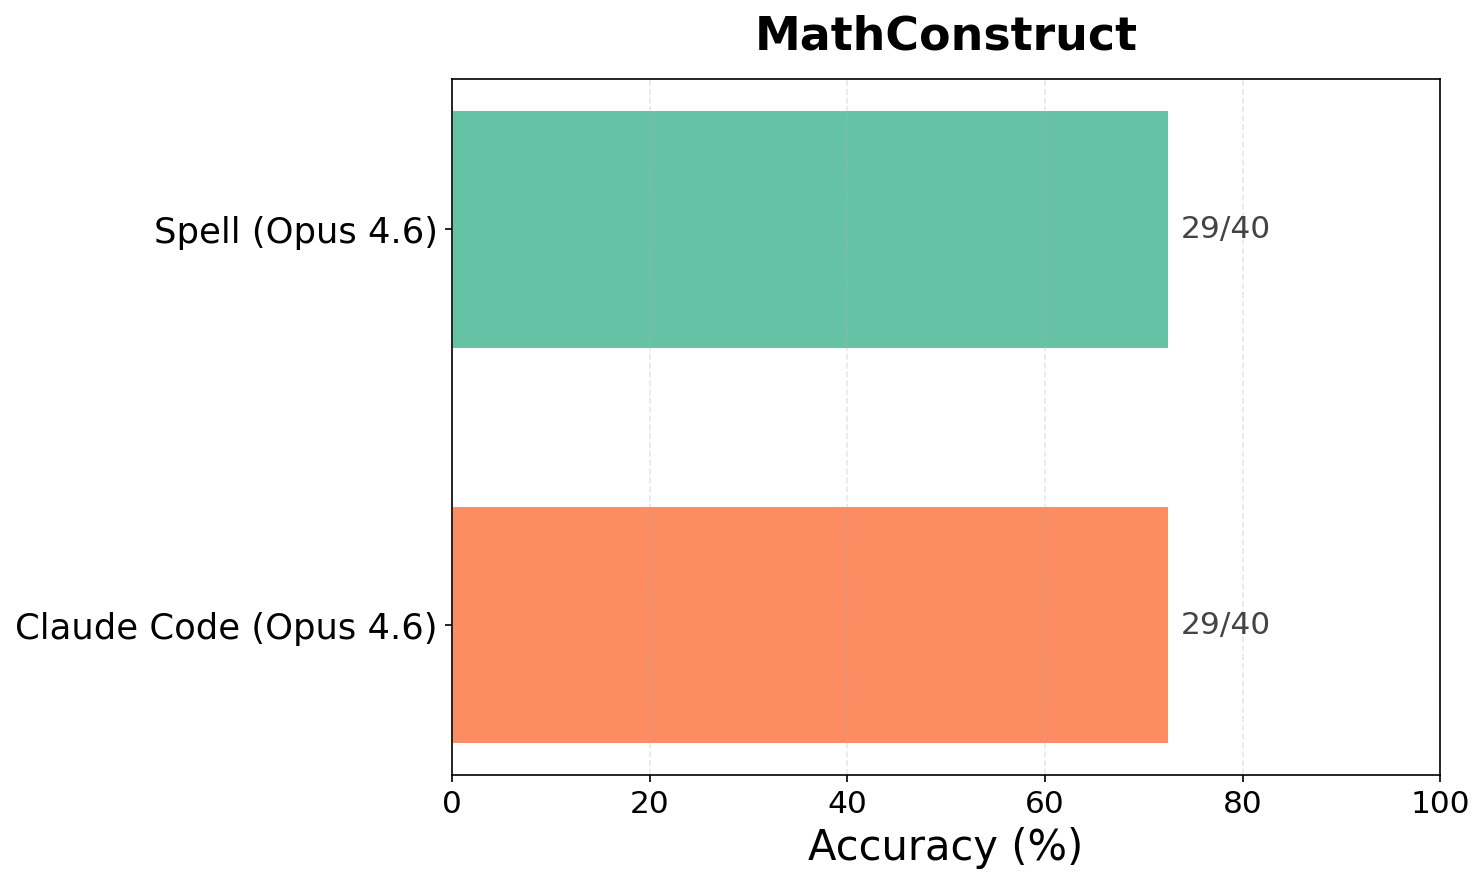 MathConstruct
Spell (Opus 4.6)
29/40
Claude Code (Opus 4.6)
29/40
0 20 40 60 80 100
Accuracy (%)